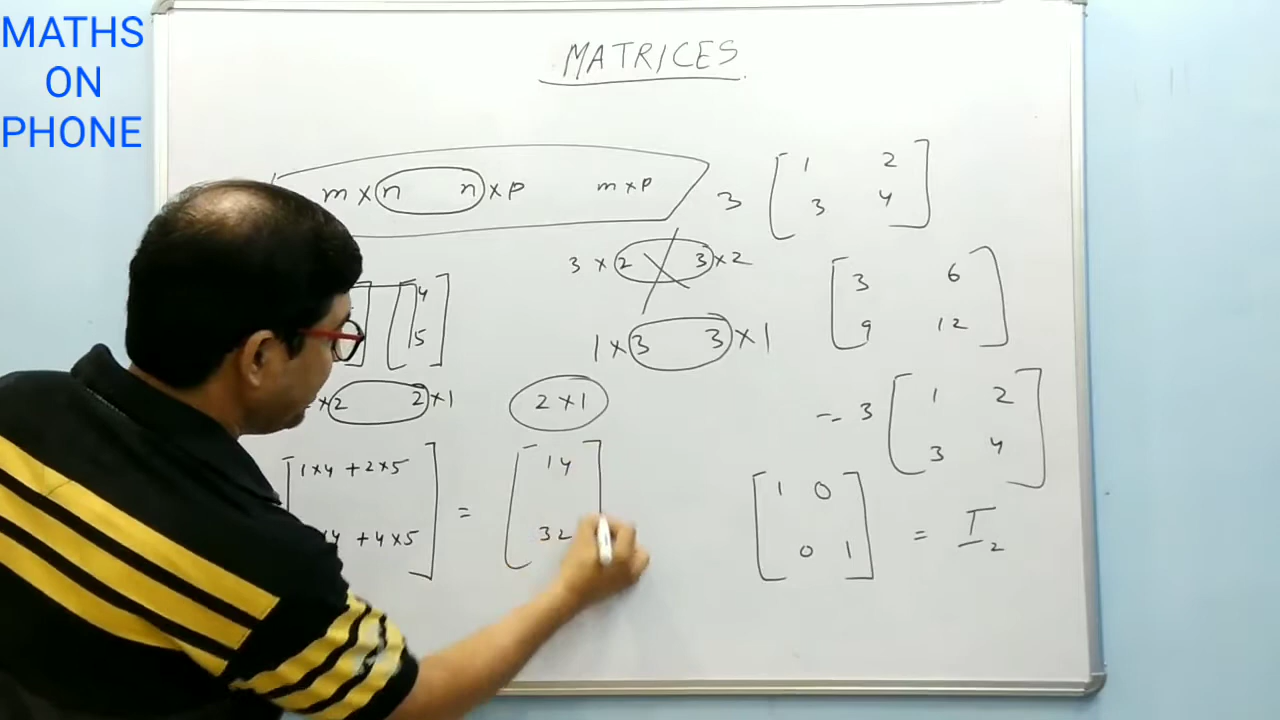 MATHS
ON
PHONE
MATRICES
m × n n × p m × p
3 [ 1 2
3 4 ]
3 × 2 3 × 2
[ 3 6
9 12 ]
1 × 3 3 × 1
4
5
× 2 2 × 1
2 × 1
= 3 [ 1 2
3 4 ]
[ 1×4 + 2×5
4 + 4×5 ]
= [ 14
32
[ 1 0
0 1 ] = I2